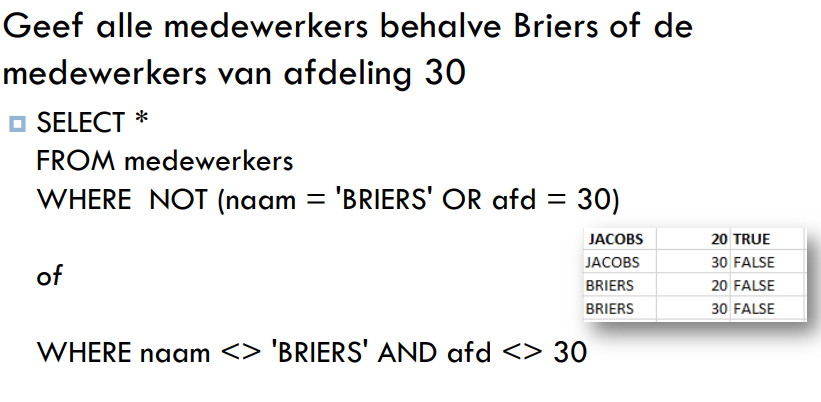 Geef alle medewerkers behalve Briers of de
medewerkers van afdeling 30
SELECT *
FROM medewerkers
WHERE NOT (naam = 'BRIERS' OR afd = 30)
JACOBS 20 TRUE
JACOBS 30 FALSE
BRIERS 20 FALSE
BRIERS 30 FALSE
of
WHERE naam <> 'BRIERS' AND afd <> 30